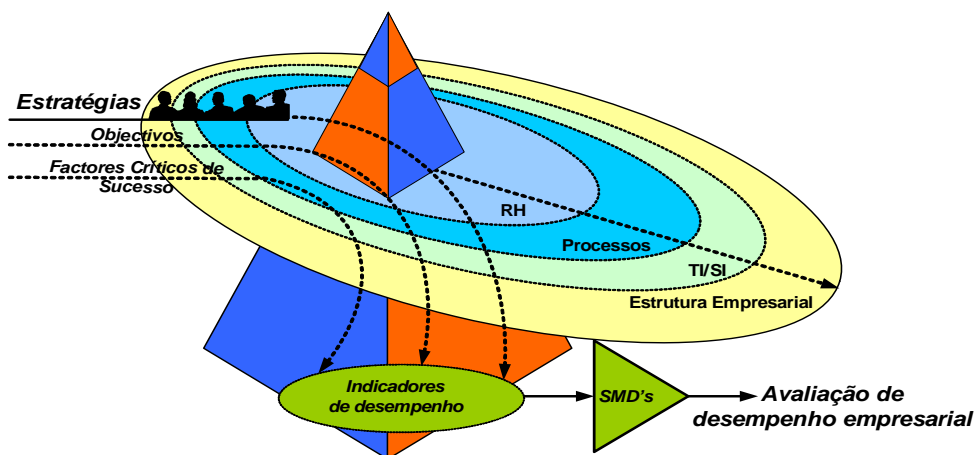 Estratégias
Objectivos
Factores Críticos de
Sucesso
RH
Processos
TI/SI
Estrutura Empresarial
Indicadores
de desempenho
SMD's
Avaliação de
desempenho empresarial